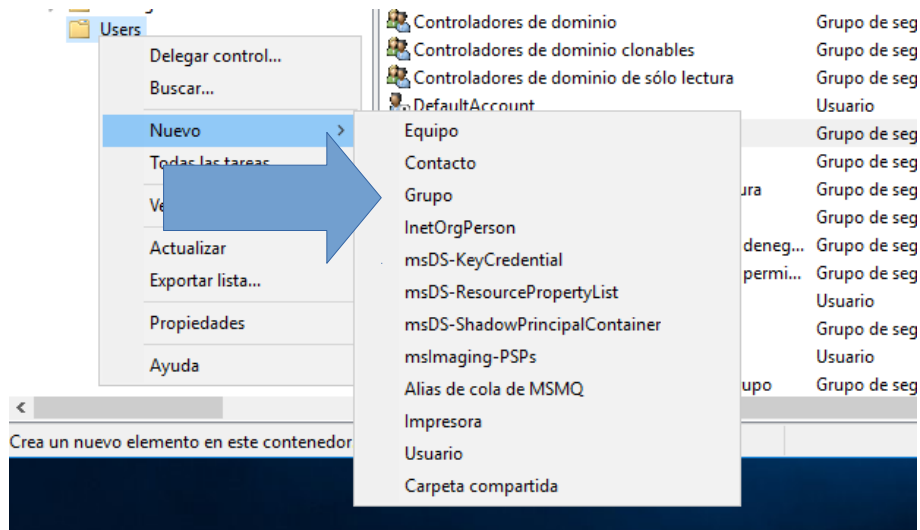 Users
Delegar control...
Buscar...
Nuevo
Todas las tareas
Actualizar
Exportar lista...
Propiedades
Ayuda
Equipo
Contacto
Grupo
InetOrgPerson
msDS-KeyCredential
msDS-ResourcePropertyList
msDS-ShadowPrincipalContainer
msImaging-PSPs
Alias de cola de MSMQ
Impresora
Usuario
Carpeta compartida
Controladores de dominio Grupo de seg
Controladores de dominio clonables Grupo de seg
Controladores de dominio de sólo lectura Grupo de seg
DefaultAccount Usuario
Grupo de seg
Grupo de seg
ura Grupo de seg
Grupo de seg
deneg... Grupo de seg
permi... Grupo de seg
Usuario
Grupo de seg
Usuario
upo Grupo de seg
Crea un nuevo elemento en este contenedor